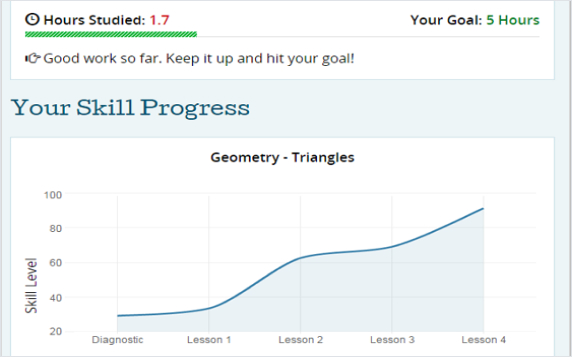 Hours Studied: 1.7 Your Goal: 5 Hours
Good work so far. Keep it up and hit your goal!
Your Skill Progress
Geometry - Triangles
Skill Level
100
80
60
40
20
Diagnostic Lesson 1 Lesson 2 Lesson 3 Lesson 4